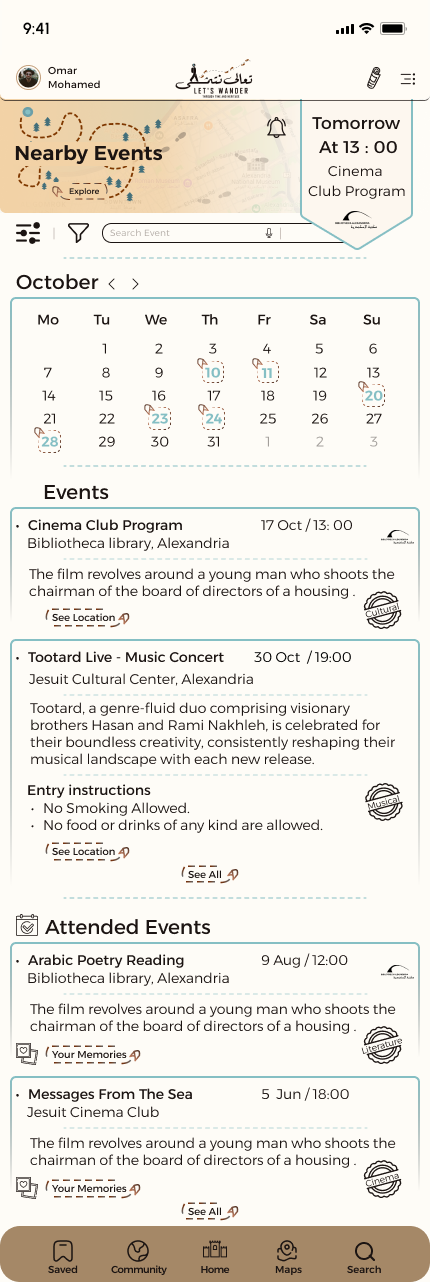 9:41
Omar
Mohamed
تعالى نتمشى
LET'S WANDER
Tomorrow
At 13 : 00
Cinema
Club Program
Nearby Events
Explore
Search Event
October
Mo Tu We Th Fr Sa Su
1 2 3 4 5 6
7 8 9 10 11 12 13
14 15 16 17 18 19 20
21 22 23 24 25 26 27
28 29 30 31 1 2 3
Events
• Cinema Club Program 17 Oct / 13: 00
Bibliotheca library, Alexandria
The film revolves around a young man who shoots the
chairman of the board of directors of a housing .
See Location
Cultural
• Tootard Live - Music Concert 30 Oct / 19:00
Jesuit Cultural Center, Alexandria
Tootard, a genre-fluid duo comprising visionary
brothers Hasan and Rami Nakhleh, is celebrated for
their boundless creativity, consistently reshaping their
musical landscape with each new release.
Entry instructions
• No Smoking Allowed.
• No food or drinks of any kind are allowed.
Musical
See Location
See All
Attended Events
• Arabic Poetry Reading 9 Aug / 12:00
Bibliotheca library, Alexandria
The film revolves around a young man who shoots the
chairman of the board of directors of a housing .
Your Memories
Literature
• Messages From The Sea 5 Jun / 18:00
Jesuit Cinema Club
The film revolves around a young man who shoots the
chairman of the board of directors of a housing .
Your Memories
Cinema
See All
Saved Community Home Maps Search